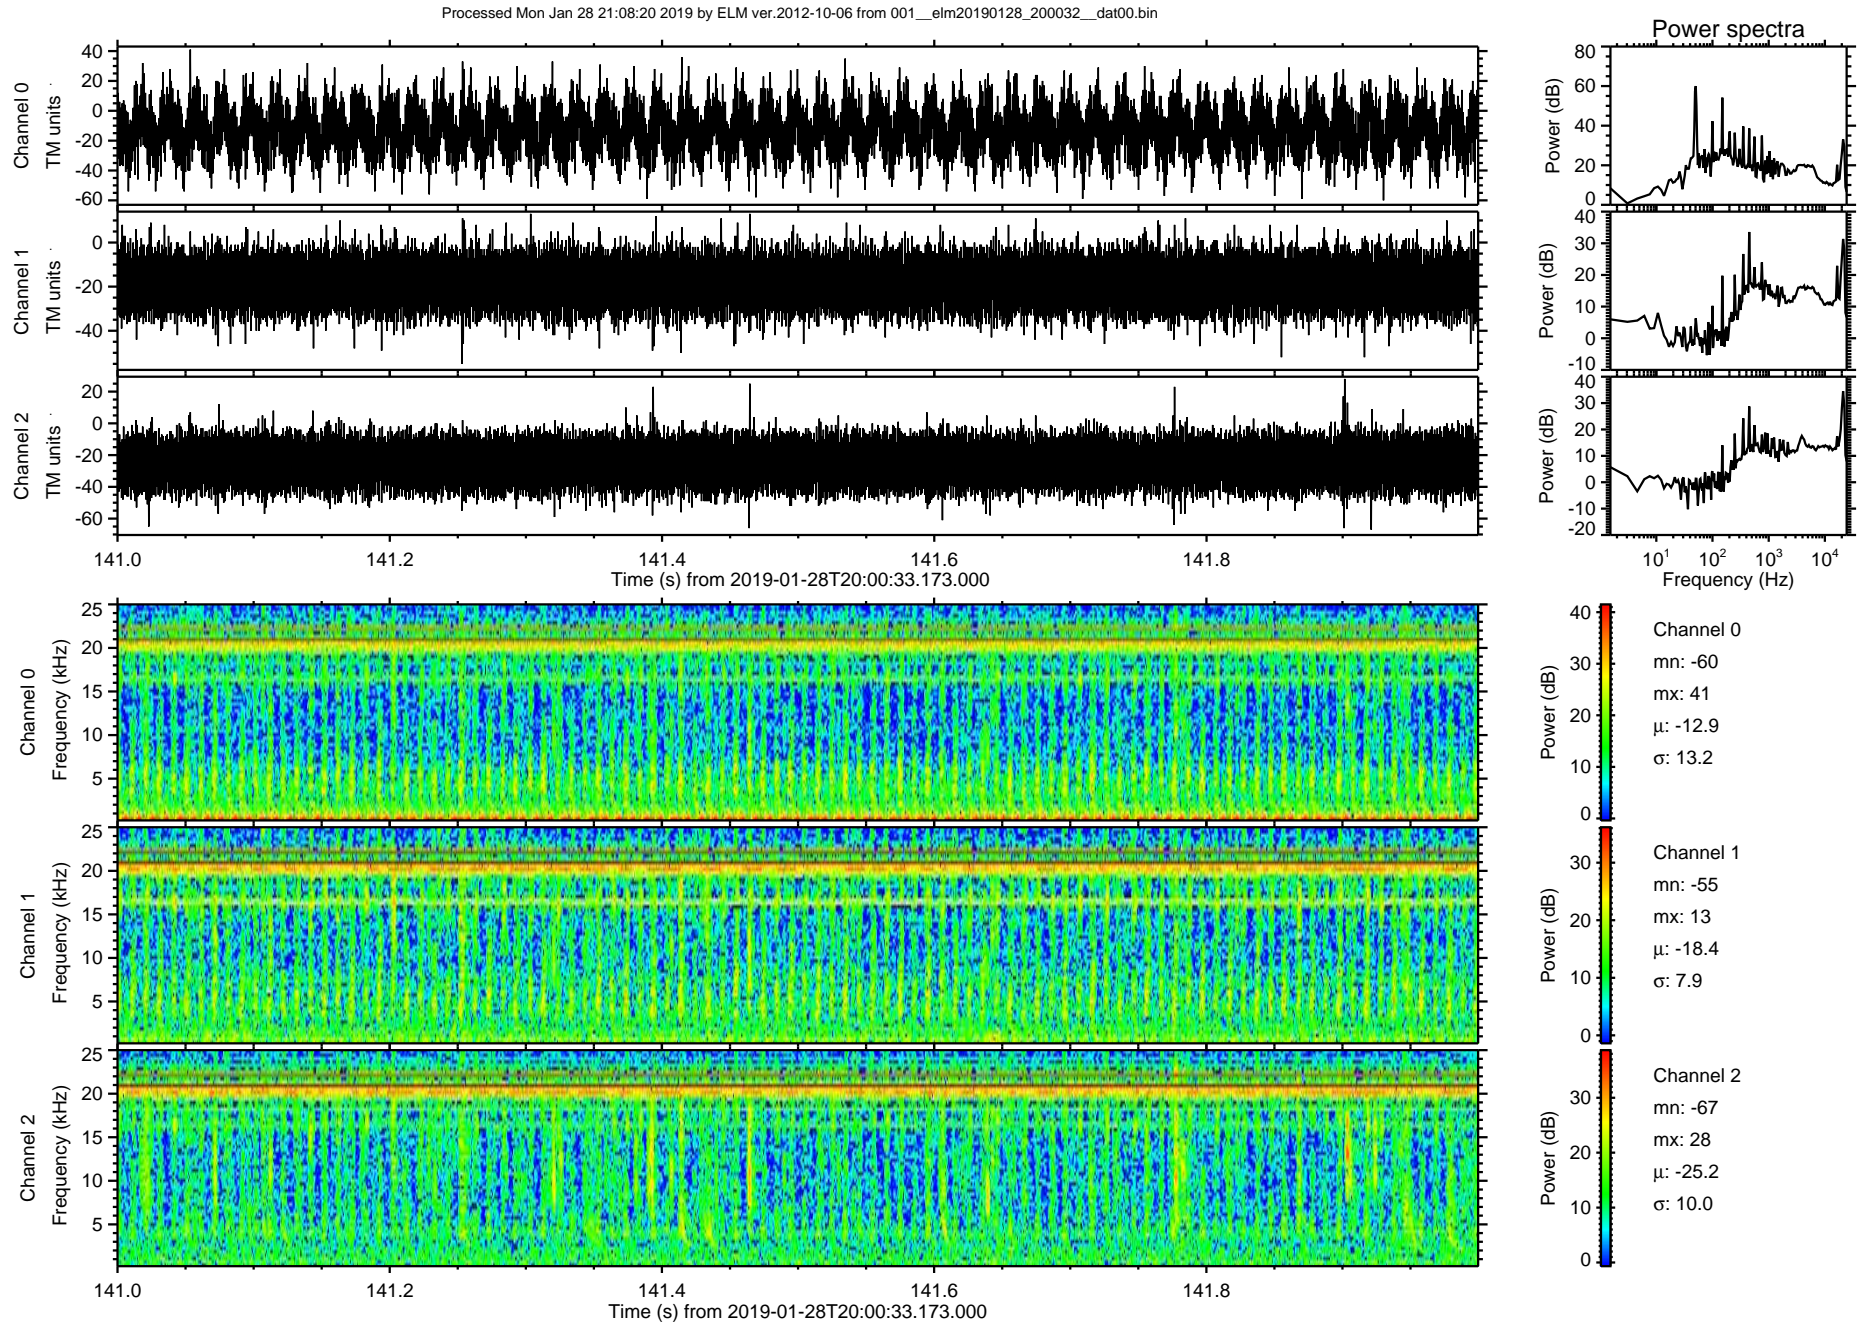 Processed Mon Jan 28 21:08:20 2019 by ELM ver.2012-10-06 from 001__elm20190128_200032__dat00.bin
Power spectra
Channel 0
TM units
40
20
0
-20
-40
-60
Power (dB)
80
60
40
20
0
Channel 1
TM units
0
-20
-40
Power (dB)
40
30
20
10
0
-10
Channel 2
TM units
20
0
-20
-40
-60
Power (dB)
40
30
20
10
0
-10
-20
141.0 141.2 141.4 141.6 141.8
Time (s) from 2019-01-28T20:00:33.173.000
10¹ 10² 10³ 10⁴
Frequency (Hz)
Channel 0
Frequency (kHz)
25
20
15
10
5
Power (dB)
40
30
20
10
0
Channel 0
mn: -60
mx: 41
μ: -12.9
σ: 13.2
Channel 1
Frequency (kHz)
25
20
15
10
5
Power (dB)
30
20
10
0
Channel 1
mn: -55
mx: 13
μ: -18.4
σ: 7.9
Channel 2
Frequency (kHz)
25
20
15
10
5
Power (dB)
30
20
10
0
Channel 2
mn: -67
mx: 28
μ: -25.2
σ: 10.0
141.0 141.2 141.4 141.6 141.8
Time (s) from 2019-01-28T20:00:33.173.000